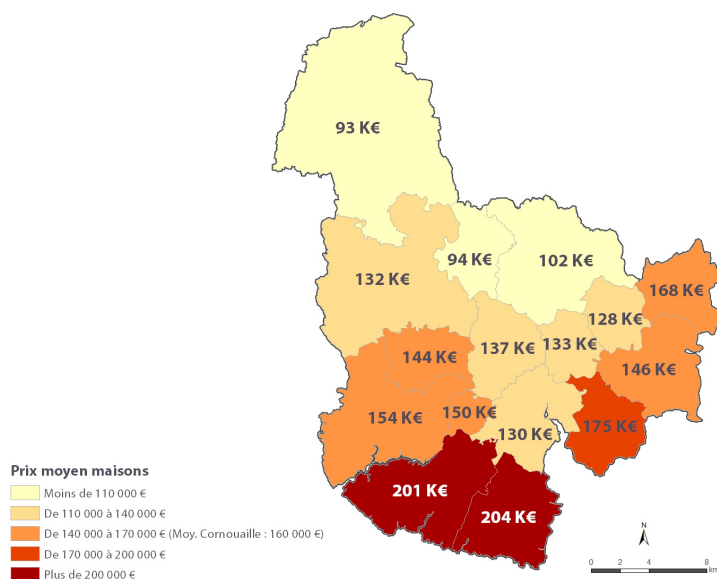 93 K€
94 K€
102 K€
132 K€
168 K€
128 K€
137 K€
133 K€
144 K€
146 K€
154 K€
150 K€
130 K€
175 K€
201 K€
204 K€
Prix moyen maisons
Moins de 110 000 €
De 110 000 à 140 000 €
De 140 000 à 170 000 € (Moy. Cornouaille : 160 000 €)
De 170 000 à 200 000 €
Plus de 200 000 €
N
0 2 4 8
km